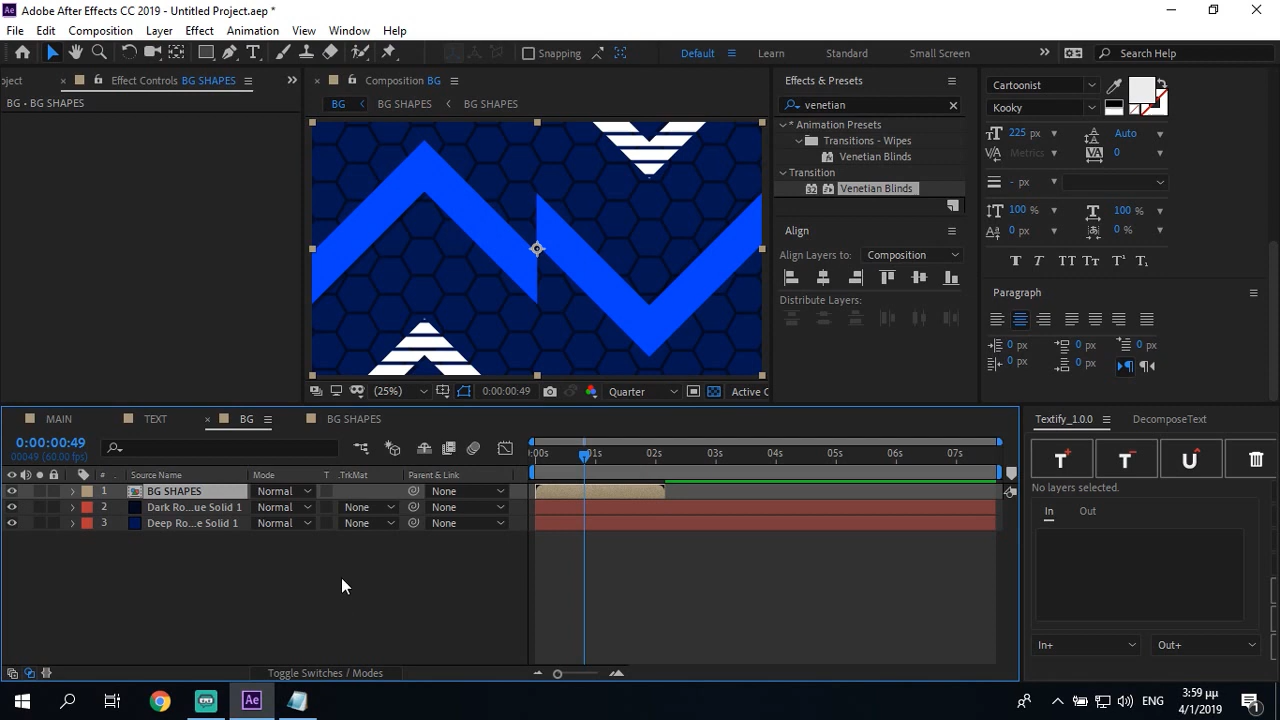 Adobe After Effects CC 2019 - Untitled Project.aep *
File Edit Composition Layer Effect Animation View Window Help
Snapping Default Learn Standard Small Screen Search Help
oject Effect Controls BG SHAPES Composition BG Effects & Presets Cartoonist
BG • BG SHAPES BG BG SHAPES BG SHAPES venetian Kooky
* Animation Presets 225 px Auto
Transitions - Wipes Metrics 0
Venetian Blinds
Transition - px
Venetian Blinds 100 % 100 %
0 px 0 %
Align
Align Layers to: Composition
Distribute Layers: Paragraph
0 px 0 px 0 px
0 px 0 px
(25%) 0:00:00:49 Quarter Active C
MAIN TEXT BG BG SHAPES Textify_1.0.0 DecomposeText
0:00:00:49
00049 (60.00 fps) :00s 01s 02s 03s 04s 05s 06s 07s
# Source Name Mode T .TrkMat Parent & Link
1 BG SHAPES Normal None No layers selected.
2 Dark Ro...ue Solid 1 Normal None None In Out
3 Deep Ro...e Solid 1 Normal None None
In+ Out+
Toggle Switches / Modes
ENG 3:59 μμ
4/1/2019